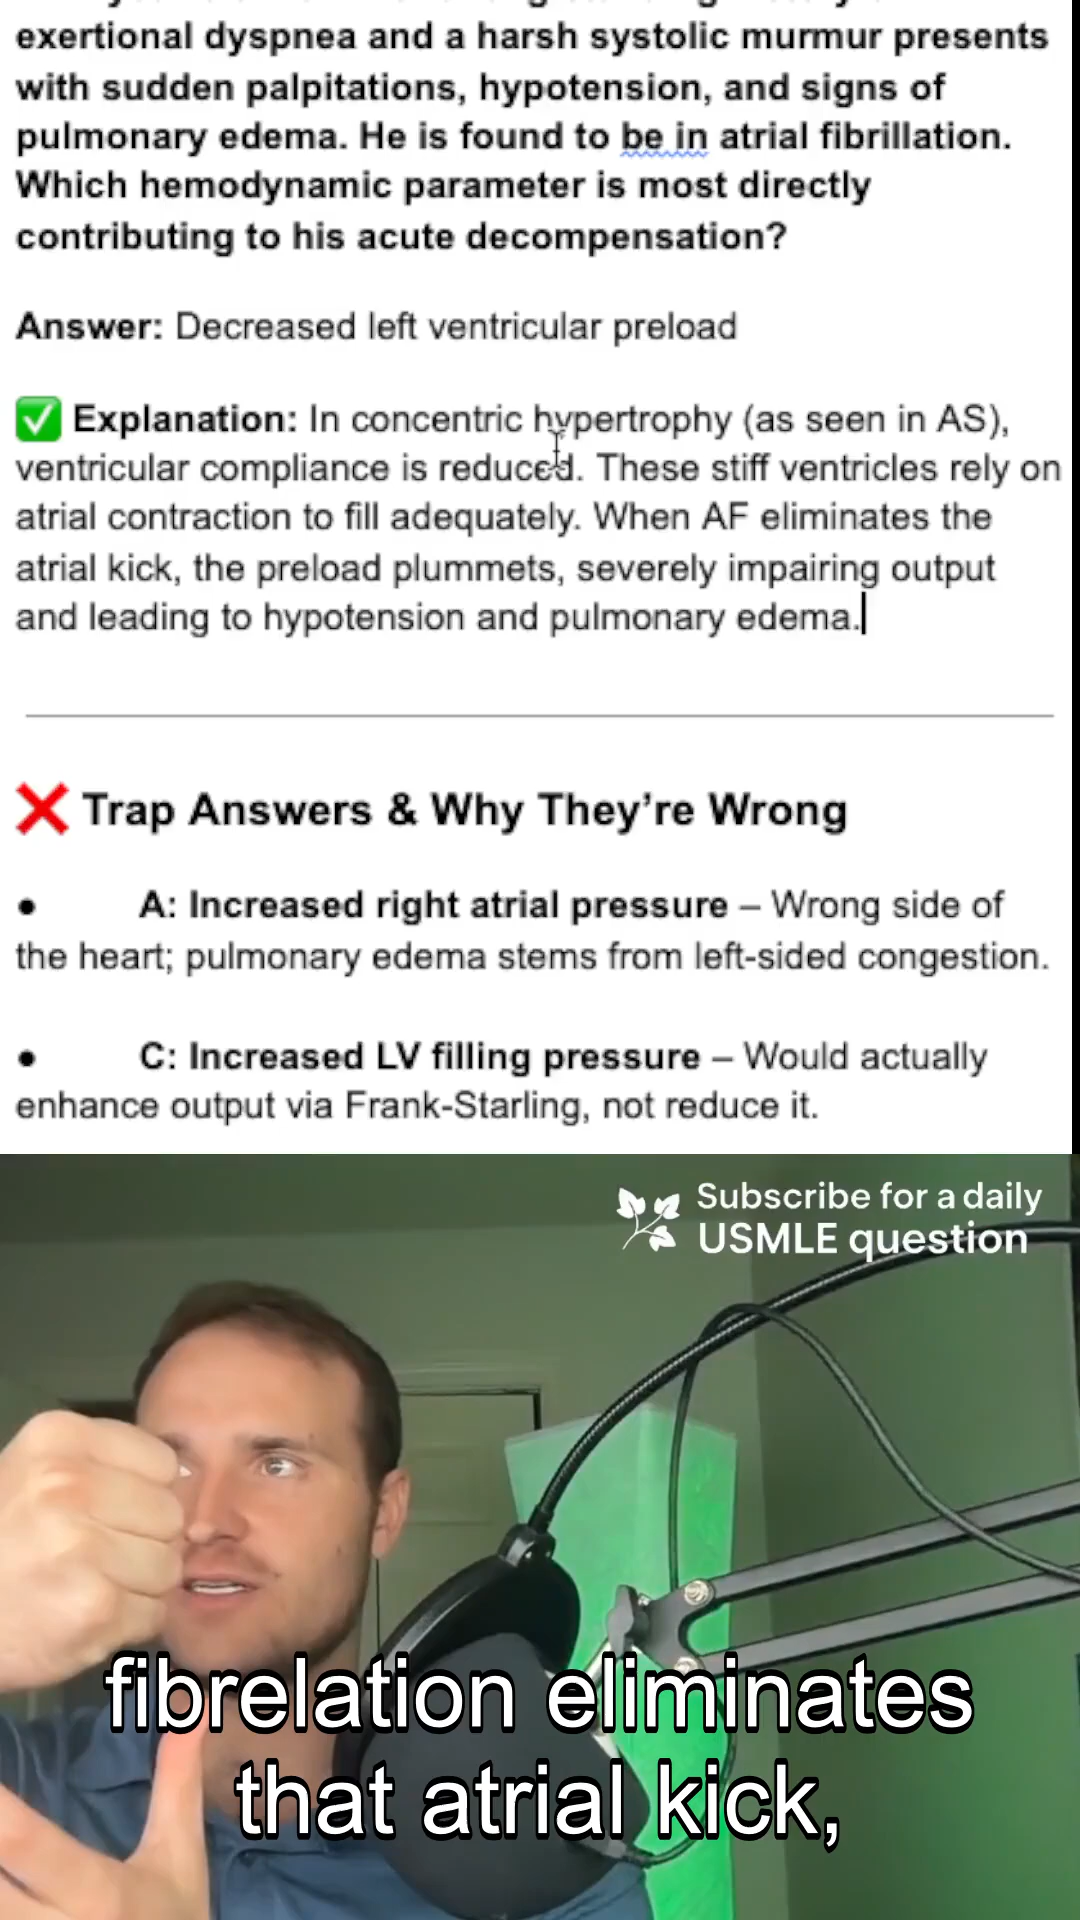 exertional dyspnea and a harsh systolic murmur presents
with sudden palpitations, hypotension, and signs of
pulmonary edema. He is found to be in atrial fibrillation.
Which hemodynamic parameter is most directly
contributing to his acute decompensation?
Answer: Decreased left ventricular preload
✅ Explanation: In concentric hypertrophy (as seen in AS),
ventricular compliance is reduced. These stiff ventricles rely on
atrial contraction to fill adequately. When AF eliminates the
atrial kick, the preload plummets, severely impairing output
and leading to hypotension and pulmonary edema.
❌ Trap Answers & Why They’re Wrong
• A: Increased right atrial pressure – Wrong side of
the heart; pulmonary edema stems from left-sided congestion.
• C: Increased LV filling pressure – Would actually
enhance output via Frank-Starling, not reduce it.
Subscribe for a daily
USMLE question
fibrelation eliminates
that atrial kick,